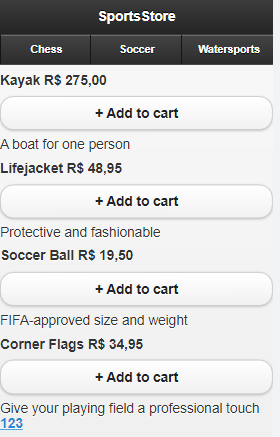 SportsStore
Chess Soccer Watersports
Kayak R$ 275,00
+ Add to cart
A boat for one person
Lifejacket R$ 48,95
+ Add to cart
Protective and fashionable
Soccer Ball R$ 19,50
+ Add to cart
FIFA-approved size and weight
Corner Flags R$ 34,95
+ Add to cart
Give your playing field a professional touch
123